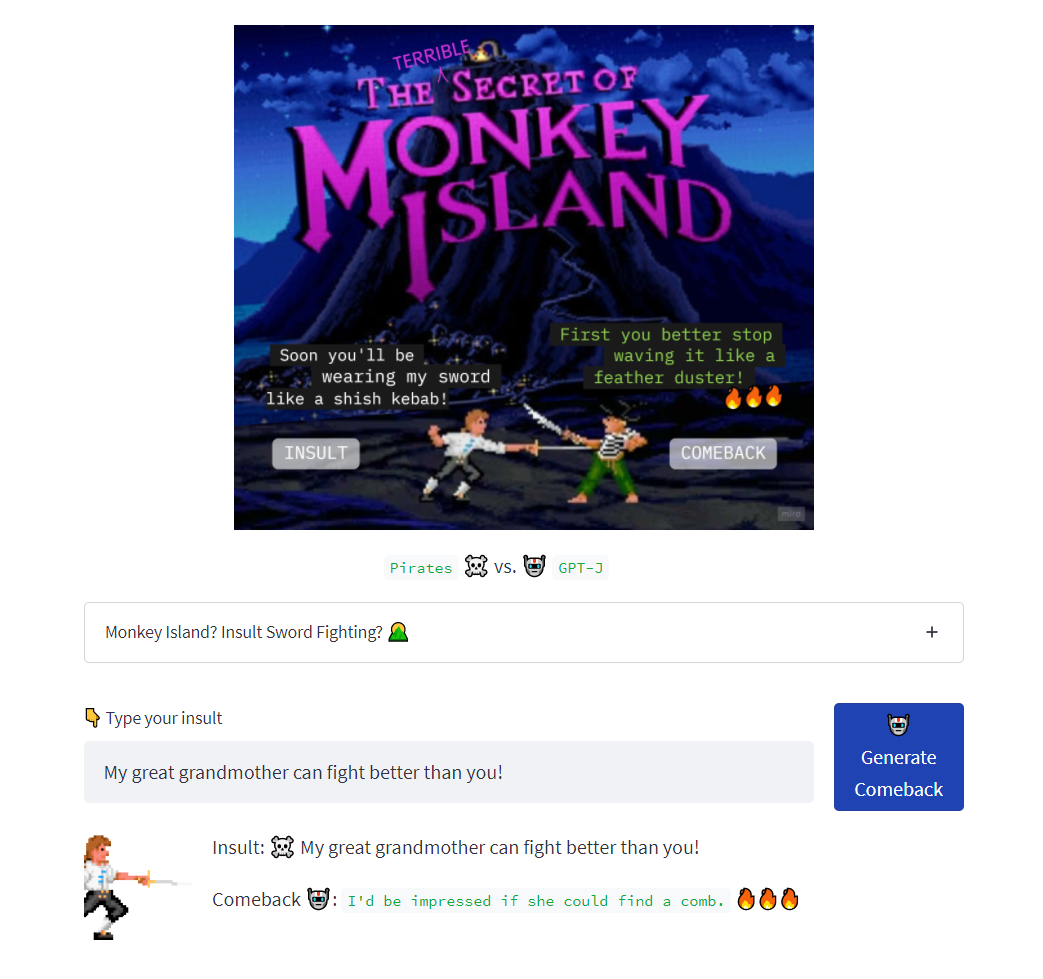 TERRIBLE
THE SECRET OF
MONKEY
ISLAND
Soon you'll be
wearing my sword
like a shish kebab!
First you better stop
waving it like a
feather duster!
🔥🔥🔥
INSULT
COMEBACK
miro
Pirates ☠️ vs. 🤖 GPT-J
Monkey Island? Insult Sword Fighting?
+
👇 Type your insult
My great grandmother can fight better than you!
🤖
Generate
Comeback
Insult: ☠️ My great grandmother can fight better than you!
Comeback 🤖: I'd be impressed if she could find a comb. 🔥🔥🔥